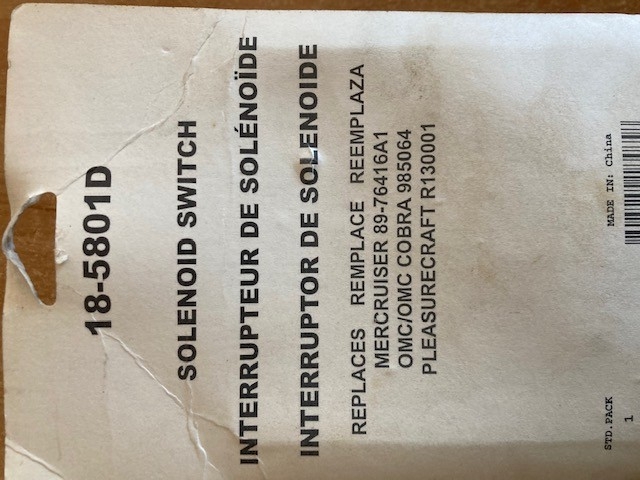 18-5801D
SOLENOID SWITCH
INTERRUPTEUR DE SOLÉNOÏDE
INTERRUPTOR DE SOLENOIDE
REPLACES REMPLACE REEMPLAZA
MERCRUISER 89-76416A1
OMC/OMC COBRA 985064
PLEASURECRAFT R130001
STD.PACK
1
MADE IN: China